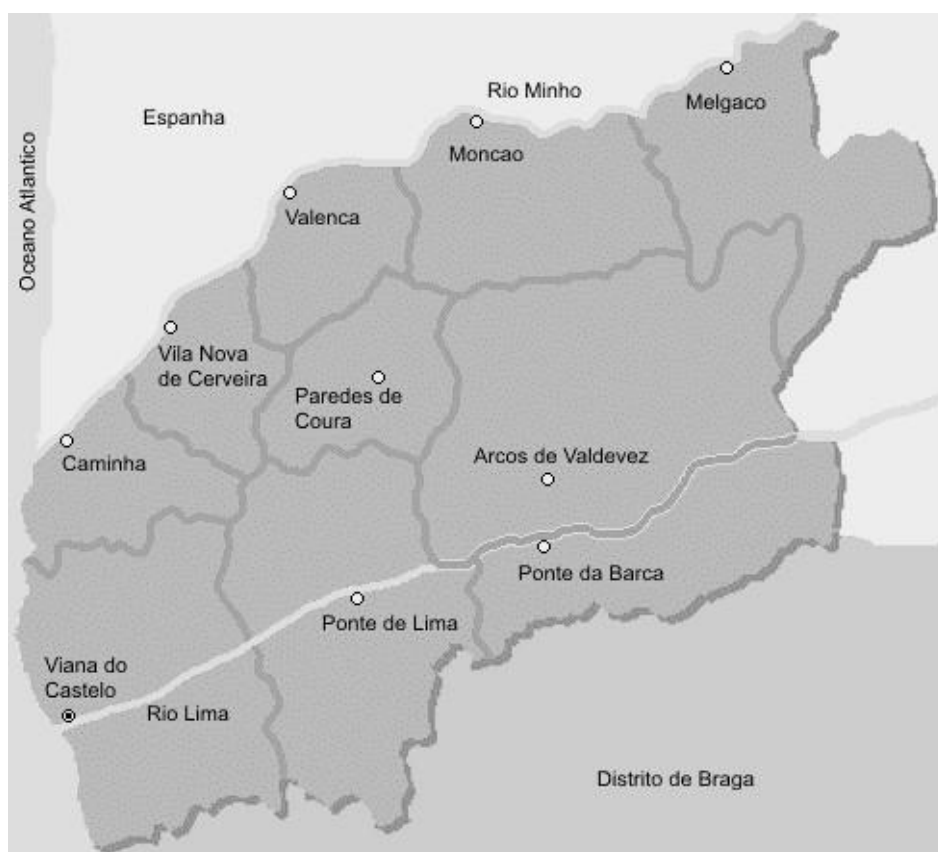 Rio Minho
Melgaco
Espanha
Moncao
Oceano Atlantico
Valenca
Vila Nova
de Cerveira
Paredes de
Coura
Caminha
Arcos de Valdevez
Ponte da Barca
Ponte de Lima
Viana do
Castelo
Rio Lima
Distrito de Braga